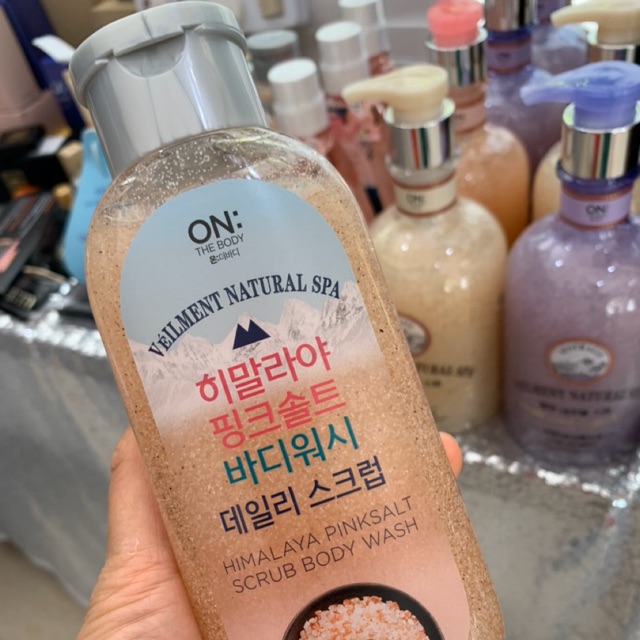 ON:
THE BODY
온:더바디
VEILMENT NATURAL SPA
히말라야
핑크솔트
바디워시
데일리 스크럽
HIMALAYA PINKSALT
SCRUB BODY WASH
ON: